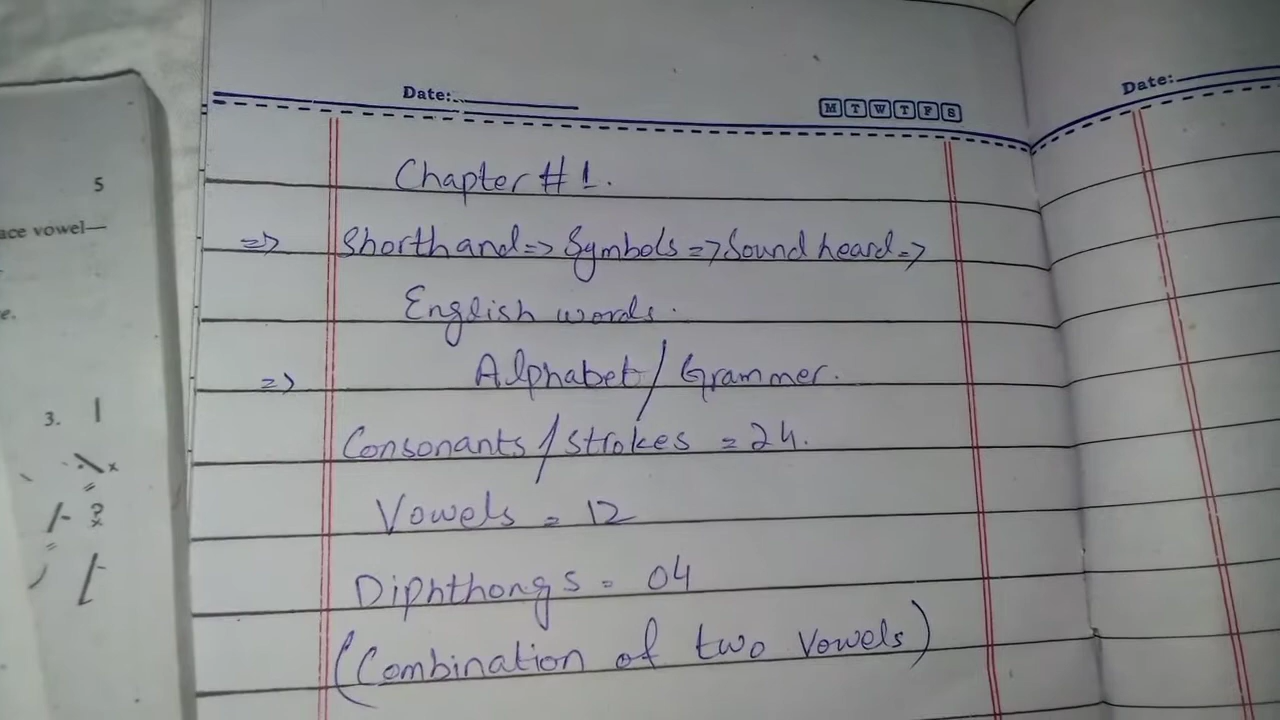 5
ace vowel—
e.
3.
Date:
M T W T F S
Date:
Chapter # 1.
=> Shorthand => Symbols => Sound heard =>
English words.
=> Alphabet / Grammer.
Consonants / strokes = 24.
Vowels = 12
Diphthongs = 04
(Combination of two vowels)